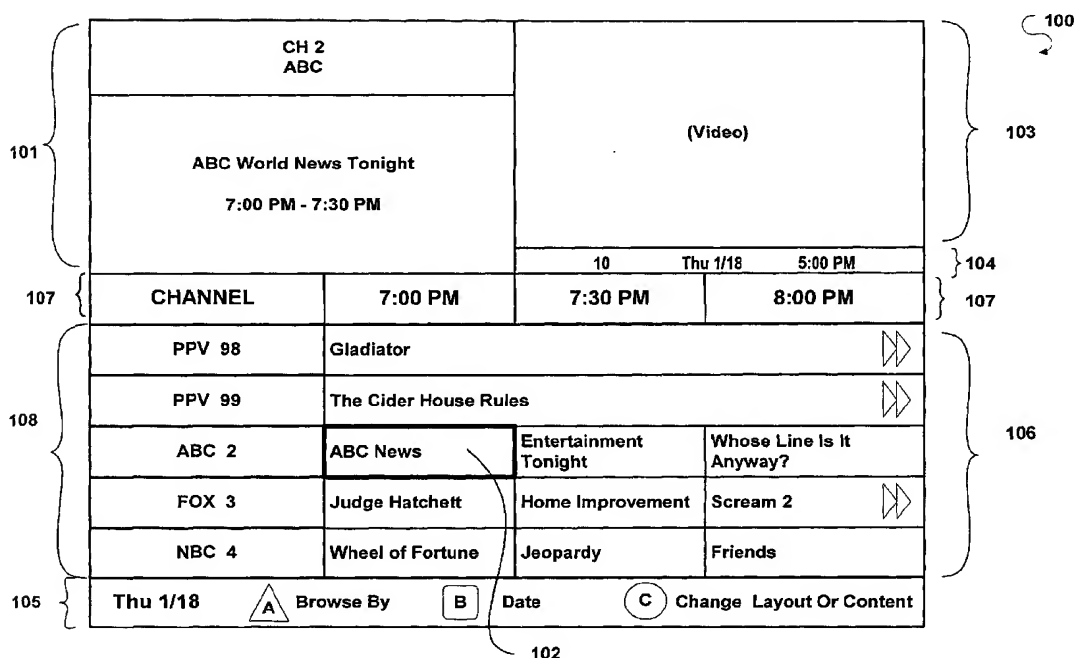 100
CH 2
ABC
(Video)
103
101
ABC World News Tonight
7:00 PM - 7:30 PM
10 Thu 1/18 5:00 PM
104
107
CHANNEL 7:00 PM 7:30 PM 8:00 PM
107
PPV 98 Gladiator
PPV 99 The Cider House Rules
108
106
ABC 2 ABC News Entertainment Tonight Whose Line Is It Anyway?
FOX 3 Judge Hatchett Home Improvement Scream 2
NBC 4 Wheel of Fortune Jeopardy Friends
105
Thu 1/18 A Browse By B Date C Change Layout Or Content
102